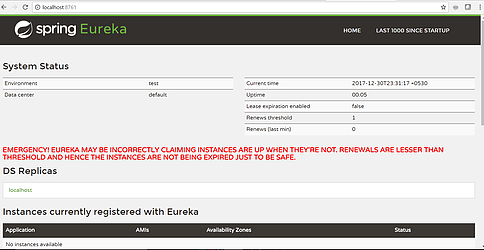 localhost:8761
spring Eureka
HOME LAST 1000 SINCE STARTUP
System Status
Environment test
Data center default
Current time 2017-12-30T23:31:17 +0530
Uptime 00:05
Lease expiration enabled false
Renews threshold 1
Renews (last min) 0
EMERGENCY! EUREKA MAY BE INCORRECTLY CLAIMING INSTANCES ARE UP WHEN THEY'RE NOT. RENEWALS ARE LESSER THAN
THRESHOLD AND HENCE THE INSTANCES ARE NOT BEING EXPIRED JUST TO BE SAFE.
DS Replicas
localhost
Instances currently registered with Eureka
Application AMIs Availability Zones Status
No instances available